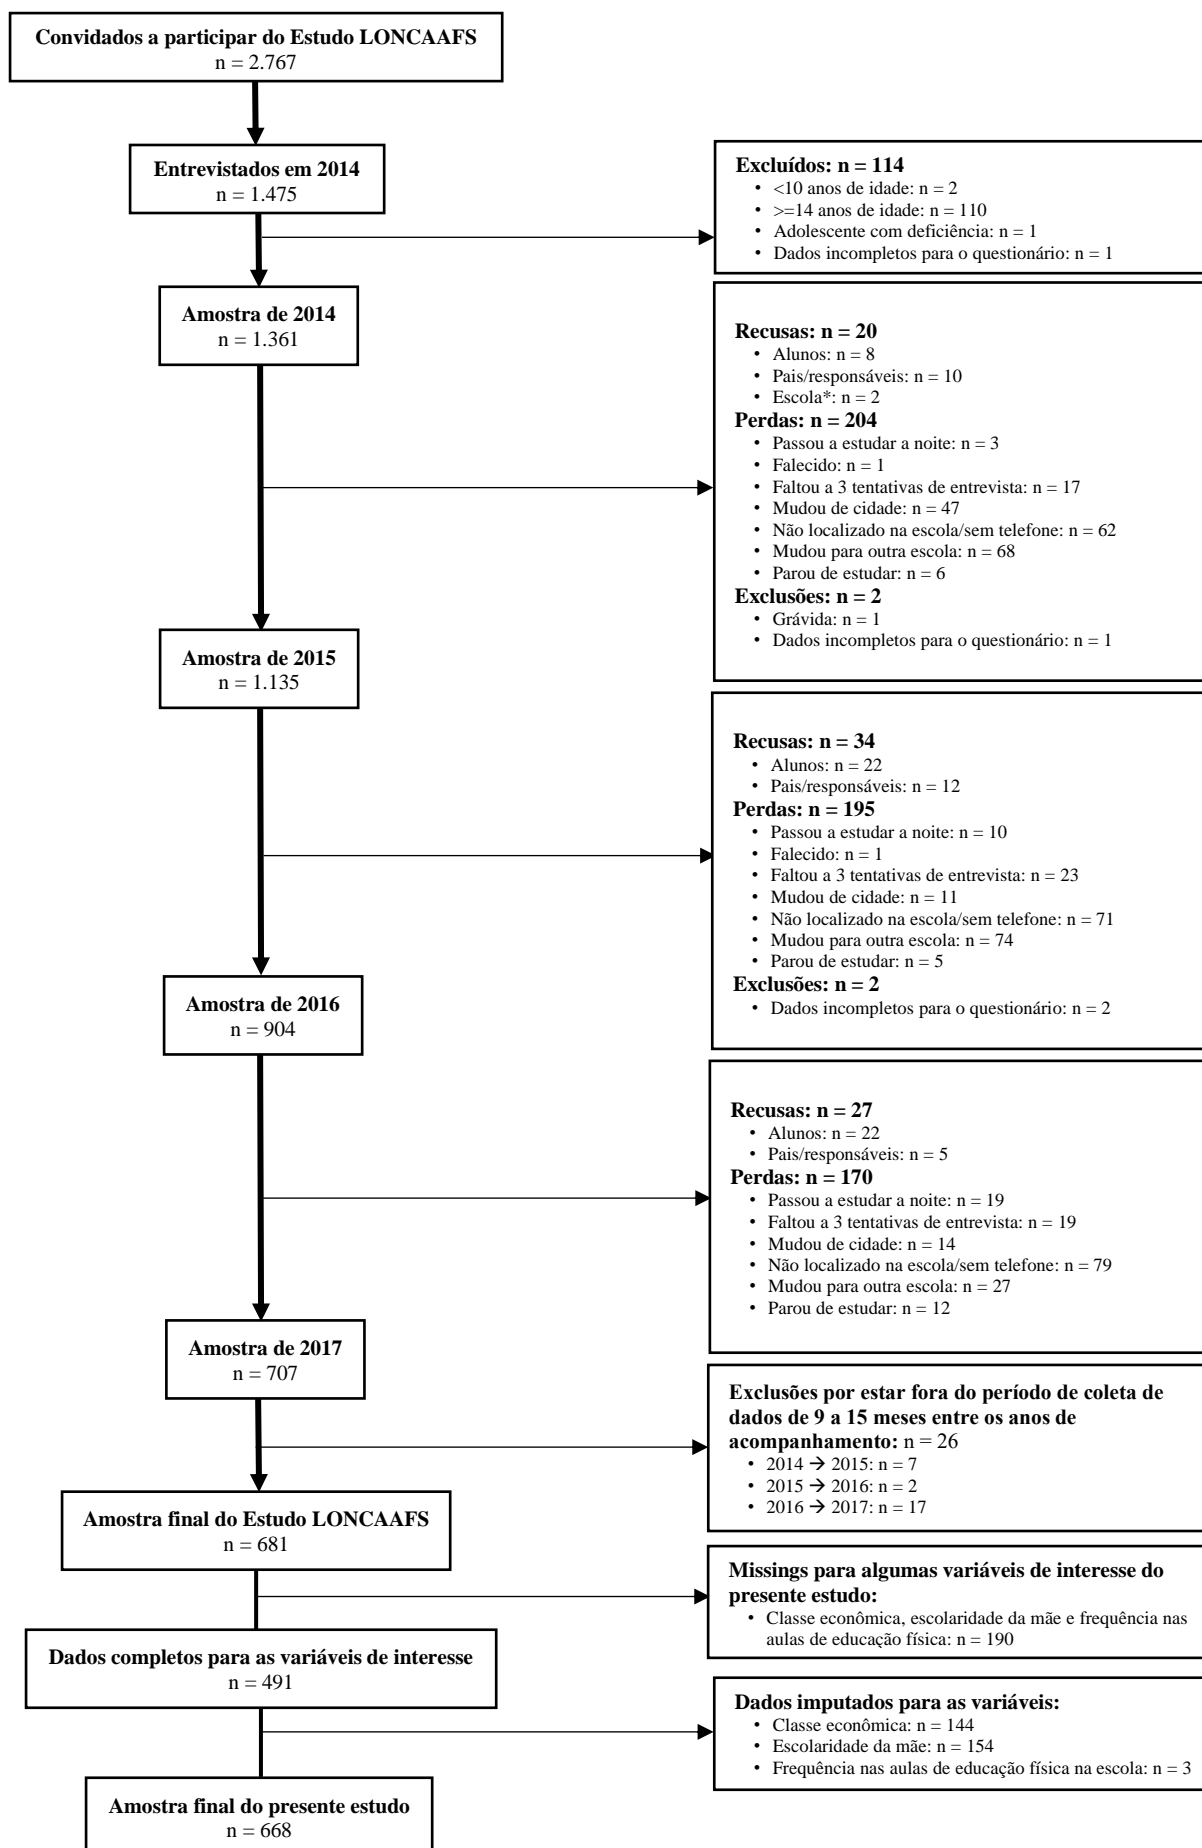 Convidados a participar do Estudo LONCAAFS
n = 2.767
Entrevistados em 2014
n = 1.475
Excluídos: n = 114
• <10 anos de idade: n = 2
• >=14 anos de idade: n = 110
• Adolescente com deficiência: n = 1
• Dados incompletos para o questionário: n = 1
Amostra de 2014
n = 1.361
Recusas: n = 20
• Alunos: n = 8
• Pais/responsáveis: n = 10
• Escola*: n = 2
Perdas: n = 204
• Passou a estudar a noite: n = 3
• Falecido: n = 1
• Faltou a 3 tentativas de entrevista: n = 17
• Mudou de cidade: n = 47
• Não localizado na escola/sem telefone: n = 62
• Mudou para outra escola: n = 68
• Parou de estudar: n = 6
Exclusões: n = 2
• Grávida: n = 1
• Dados incompletos para o questionário: n = 1
Amostra de 2015
n = 1.135
Recusas: n = 34
• Alunos: n = 22
• Pais/responsáveis: n = 12
Perdas: n = 195
• Passou a estudar a noite: n = 10
• Falecido: n = 1
• Faltou a 3 tentativas de entrevista: n = 23
• Mudou de cidade: n = 11
• Não localizado na escola/sem telefone: n = 71
• Mudou para outra escola: n = 74
• Parou de estudar: n = 5
Exclusões: n = 2
• Dados incompletos para o questionário: n = 2
Amostra de 2016
n = 904
Recusas: n = 27
• Alunos: n = 22
• Pais/responsáveis: n = 5
Perdas: n = 170
• Passou a estudar a noite: n = 19
• Faltou a 3 tentativas de entrevista: n = 19
• Mudou de cidade: n = 14
• Não localizado na escola/sem telefone: n = 79
• Mudou para outra escola: n = 27
• Parou de estudar: n = 12
Amostra de 2017
n = 707
Exclusões por estar fora do período de coleta de
dados de 9 a 15 meses entre os anos de
acompanhamento: n = 26
• 2014 → 2015: n = 7
• 2015 → 2016: n = 2
• 2016 → 2017: n = 17
Amostra final do Estudo LONCAAFS
n = 681
Missings para algumas variáveis de interesse do
presente estudo:
• Classe econômica, escolaridade da mãe e frequência nas
aulas de educação física: n = 190
Dados completos para as variáveis de interesse
n = 491
Dados imputados para as variáveis:
• Classe econômica: n = 144
• Escolaridade da mãe: n = 154
• Frequência nas aulas de educação física na escola: n = 3
Amostra final do presente estudo
n = 668